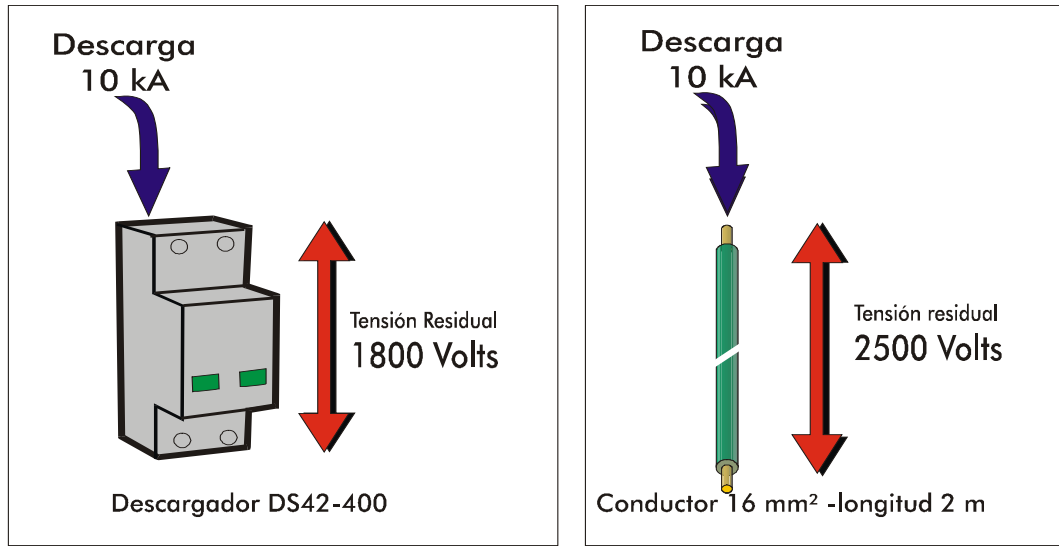 Descarga
10 kA
Tensión Residual
1800 Volts
Descargador DS42-400
Descarga
10 kA
Tensión residual
2500 Volts
Conductor 16 mm² -longitud 2 m